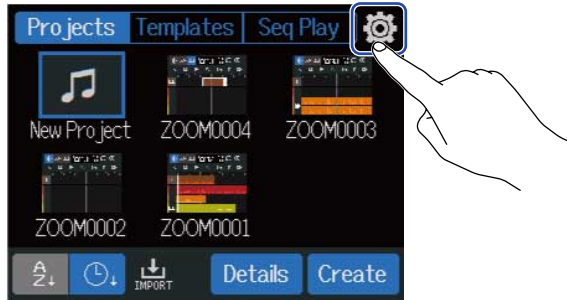 Projects Templates Seq Play
New Project ZOOM0004 ZOOM0003
ZOOM0002 ZOOM0001
A
Z
IMPORT Details Create